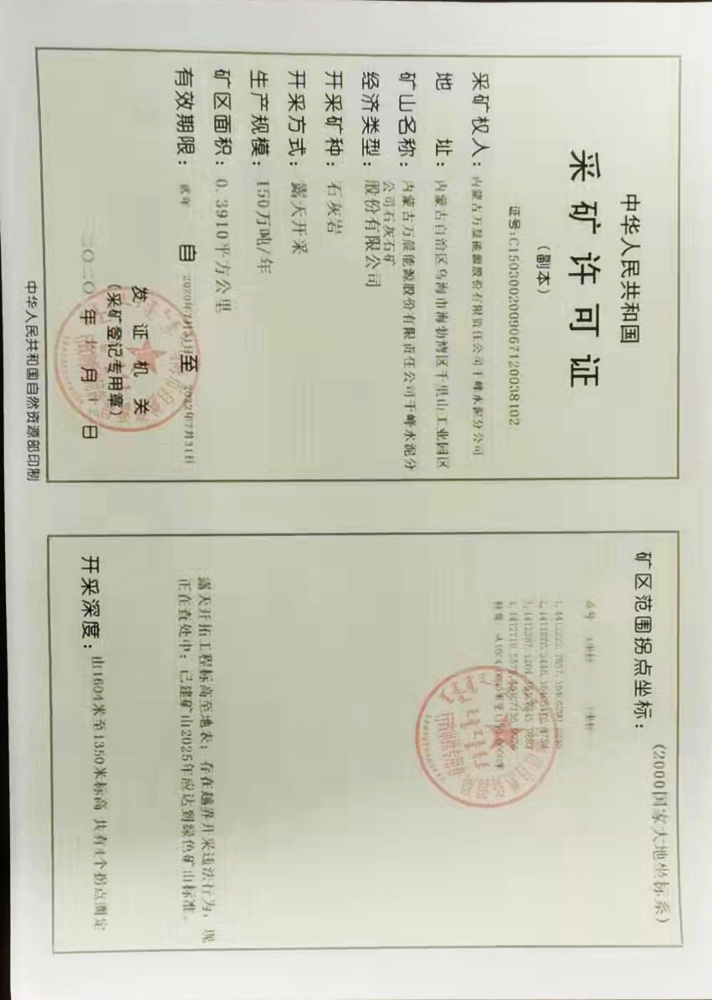 中华人民共和国
采矿许可证
(副本)
证号:C1503002009067120038102
采矿权人: 内蒙古万晨能源股份有限责任公司千峰水泥分公司
地 址: 内蒙古自治区乌海市海勃湾区千里山工业园区
矿山名称: 内蒙古万晨能源股份有限责任公司千峰水泥分
公司石灰石矿
经济类型: 股份有限公司
开采矿种: 石灰岩
开采方式: 露天开采
生产规模: 150万吨/年
矿区面积: 0.3910平方公里
有效期限: 贰年 自 2020年7月31日 至 2022年7月31日
发证机关
(采矿登记专用章)
二〇二〇年 月 日
中华人民共和国自然资源部印制
矿区范围拐点坐标:
(2000国家大地坐标系)
点号 X坐标 Y坐标
露天开拓工程标高至地表; 存在越界开采违法行为, 现
正在查处中; 已建矿山2025年应达到绿色矿山标准。
开采深度: 由1604米至1350米标高 共有4个拐点圈定